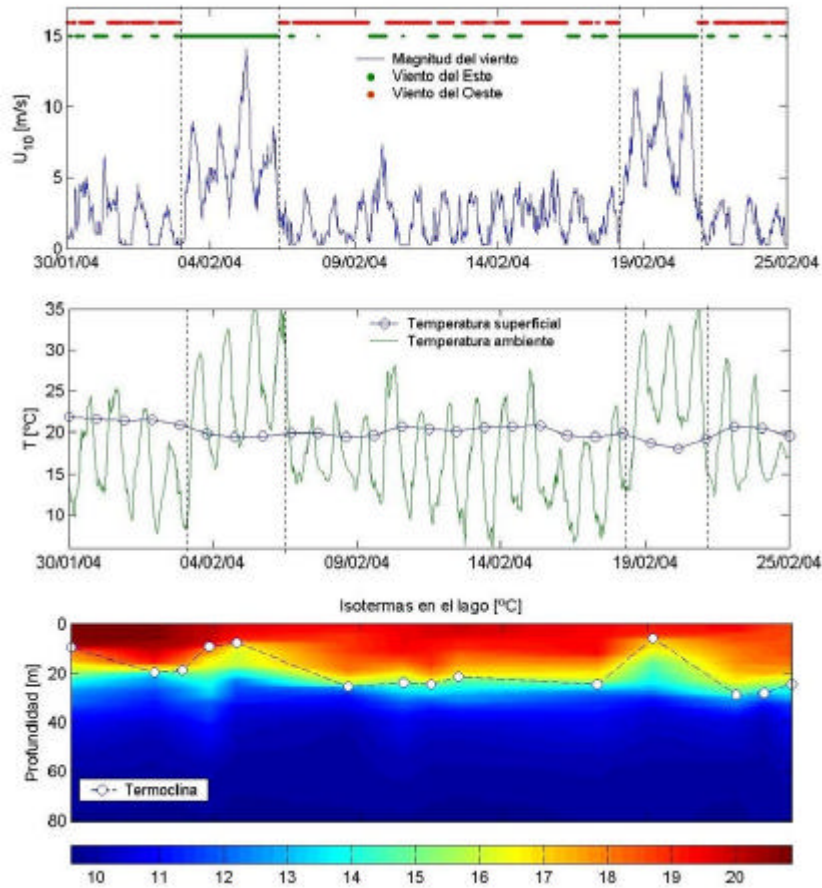 15
10
5
0
U10 [m/s]
Magnitud del viento
Viento del Este
Viento del Oeste
30/01/04 04/02/04 09/02/04 14/02/04 19/02/04 25/02/04
35
30
25
20
15
10
T [ºC]
Temperatura superficial
Temperatura ambiente
30/01/04 04/02/04 09/02/04 14/02/04 19/02/04 25/02/04
Isotermas en el lago [ºC]
0
20
40
60
80
Profundidad [m]
Termoclina
10 11 12 13 14 15 16 17 18 19 20